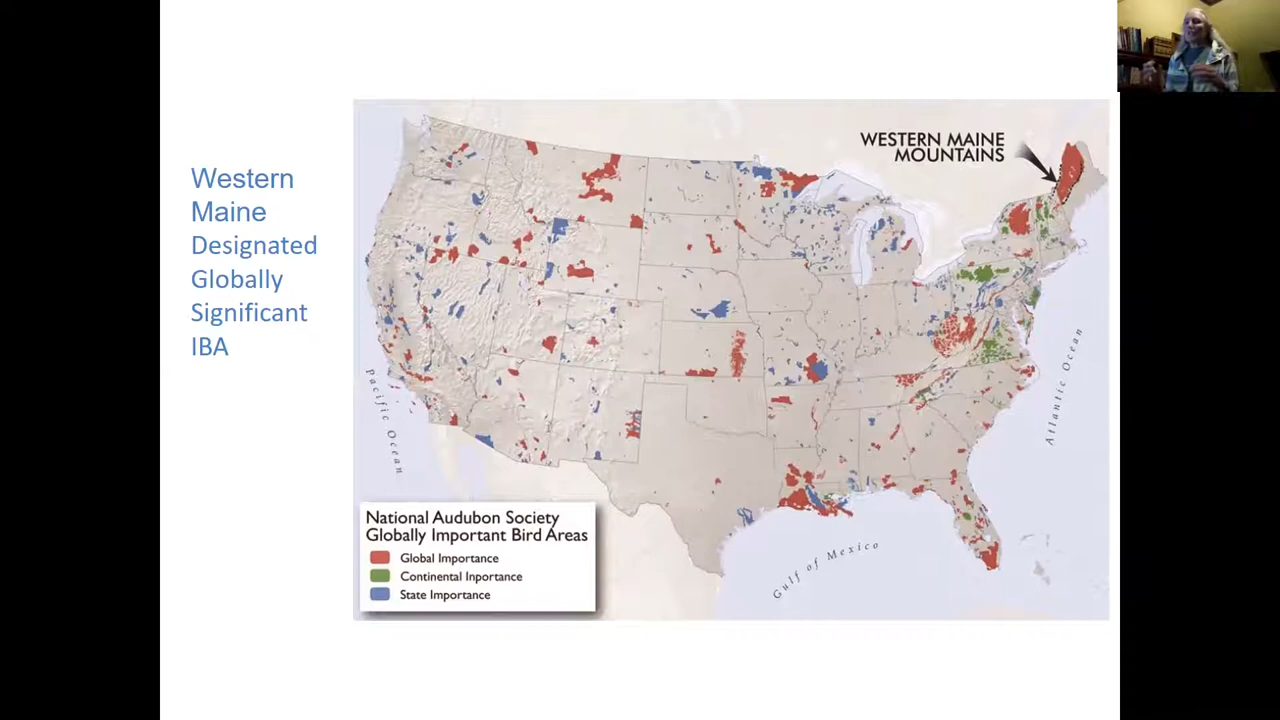 Western
Maine
Designated
Globally
Significant
IBA
WESTERN MAINE
MOUNTAINS
Pacific Ocean
Atlantic Ocean
Gulf of Mexico
National Audubon Society
Globally Important Bird Areas
Global Importance
Continental Inportance
State Importance